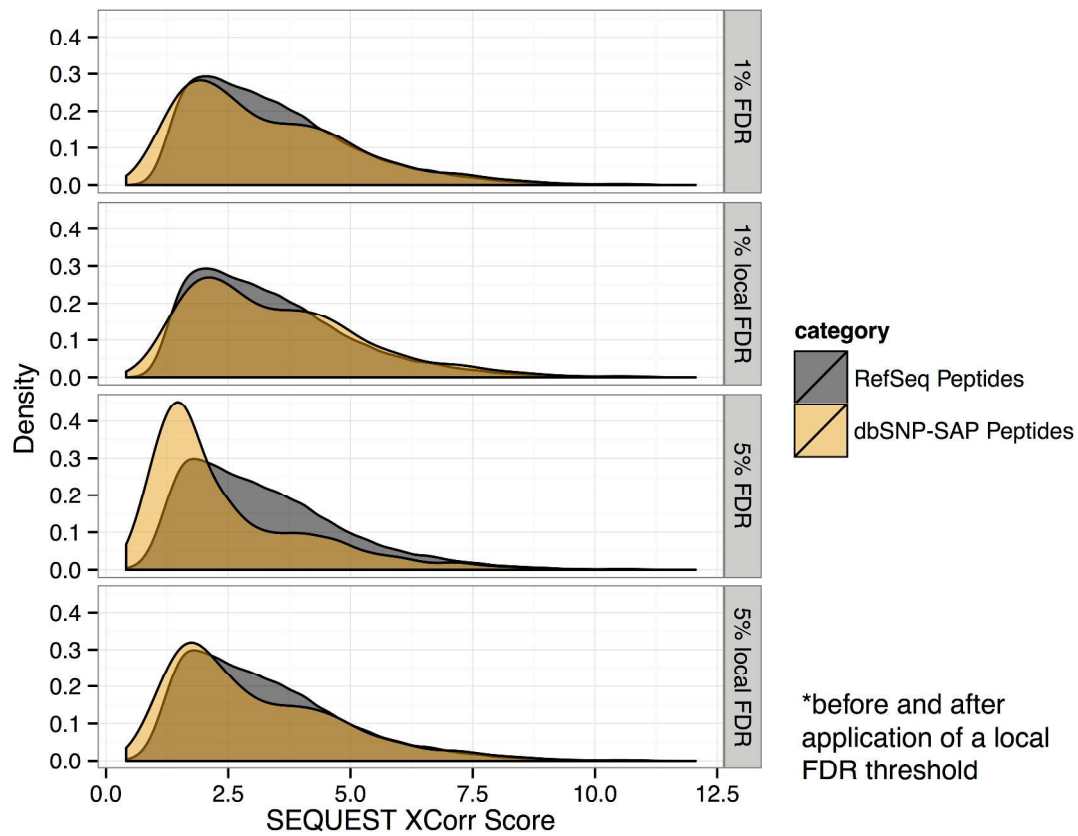 0.4
0.3
0.2
0.1
0.0
1% FDR
0.4
0.3
0.2
0.1
0.0
1% local FDR
0.4
0.3
0.2
0.1
0.0
5% FDR
0.4
0.3
0.2
0.1
0.0
5% local FDR
Density
0.0 2.5 5.0 7.5 10.0 12.5
SEQUEST XCorr Score
category
RefSeq Peptides
dbSNP-SAP Peptides
*before and after
application of a local
FDR threshold